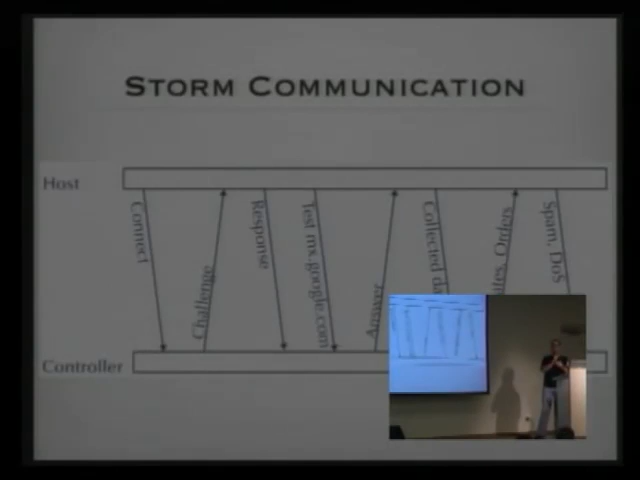 STORM COMMUNICATION
Host
Connect
Challenge
Response
Test mx.google.com
Answer
Collected da
Orders
Spam, DoS
Controller